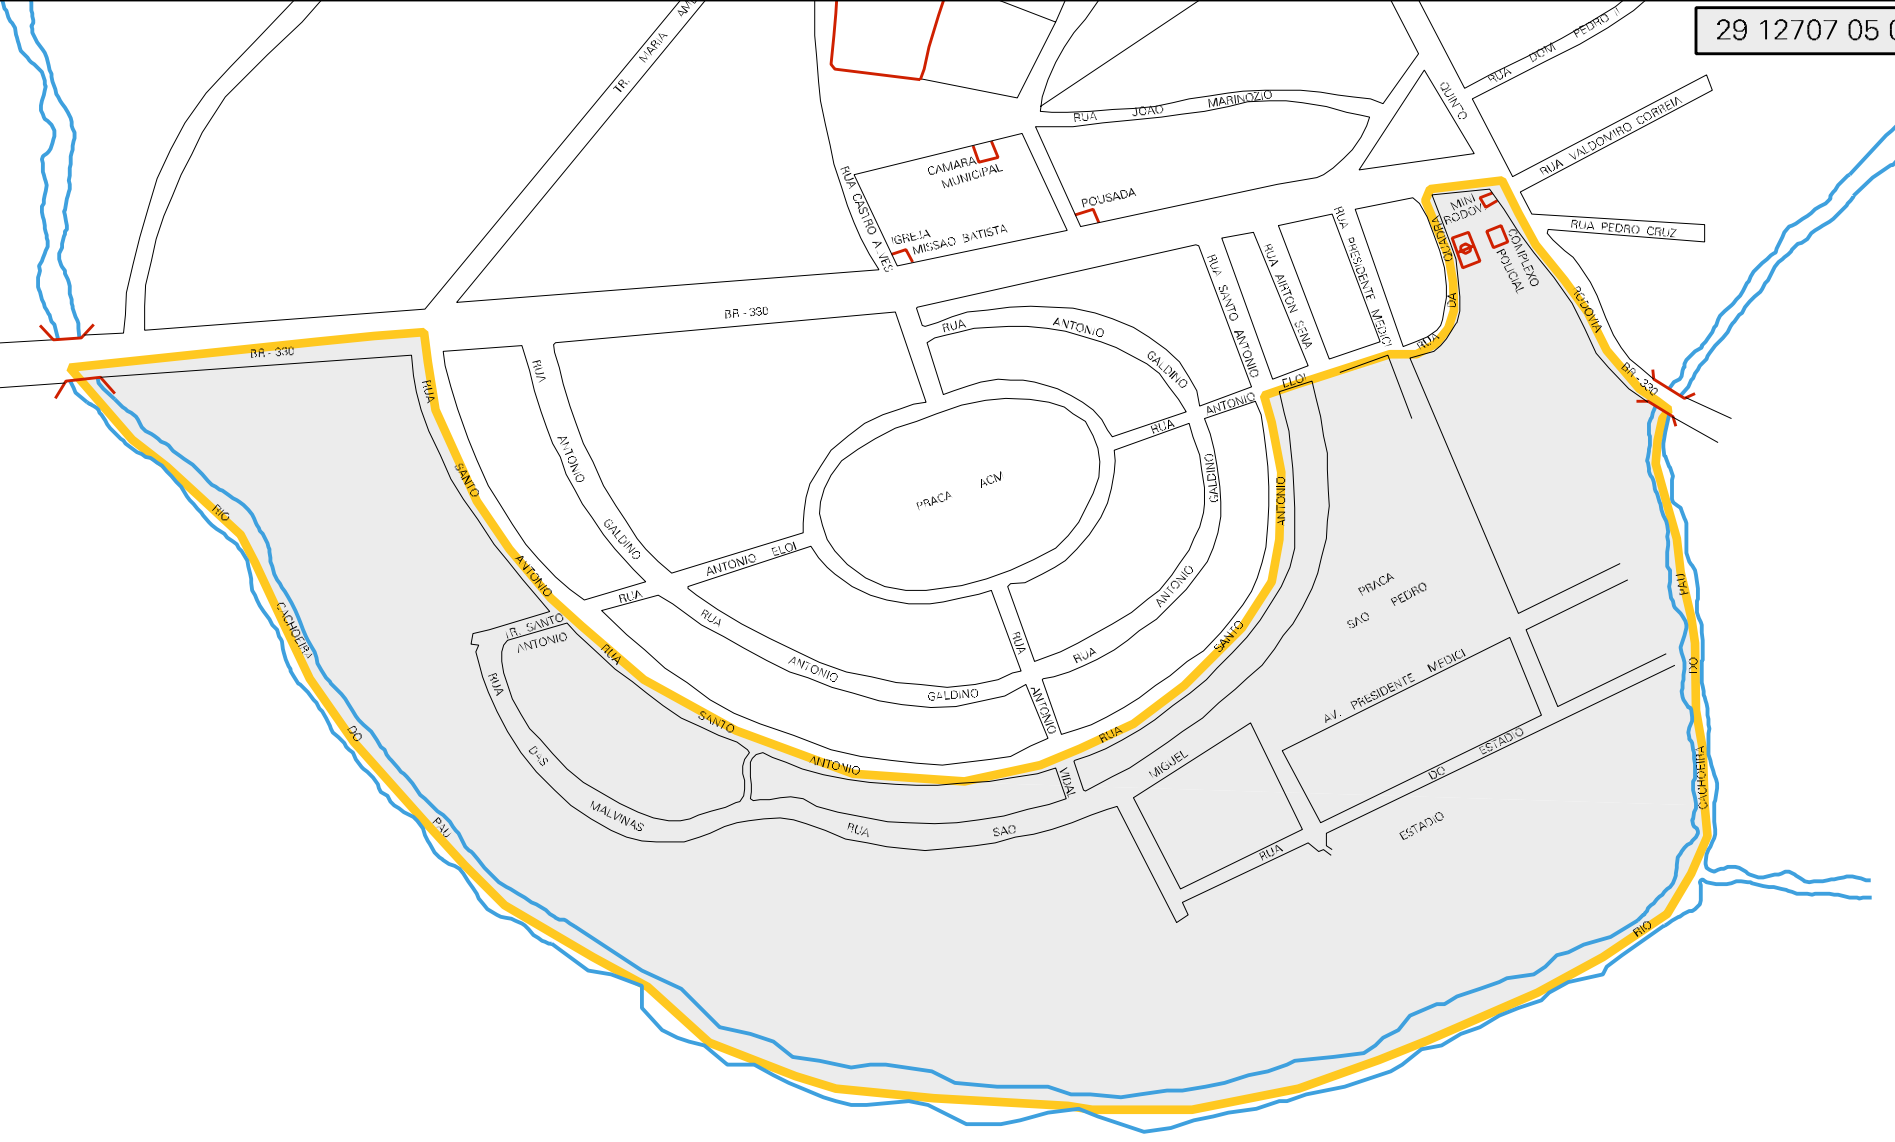 29 12707 05 0
TR. MARIA AM
RUA DOM PEDRO II
QUINCIO
RUA JOAO MARINOZIO
RUA VALDOMIRO CORREIA
CAMARA
MUNICIPAL
RUA CASTRO ALVES
POUSADA
MINI
RODOV
RUA PEDRO CRUZ
IGREJA
MISSAO BATISTA
COMPLEXO
POLICIAL
RUA PRESIDENTE MEDICI
RUA AIRTON SENA
RUA SANTO ANTONIO
RUA DA QUADRA
RODOVIA BR - 330
BR - 330
BR - 330
RUA ANTONIO GALDINO
RUA ANTONIO ELOI
RUA SANTO ANTONIO
RUA ANTONIO GALDINO
PRACA ACM
RUA ANTONIO ELOI
TR. SANTO
ANTONIO
RUA SANTO ANTONIO
RUA ANTONIO GALDINO
RUA ANTONIO GALDINO
RUA ANTONIO VIDAL
RUA SANTO ANTONIO
PRACA
SAO PEDRO
RUA DAS MALVINAS
RUA SAO MIGUEL
AV. PRESIDENTE MEDICI
RUA DO ESTADIO
ESTADIO
RIO CACHOEIRA DO PAU
RIO CACHOEIRA DO PAU